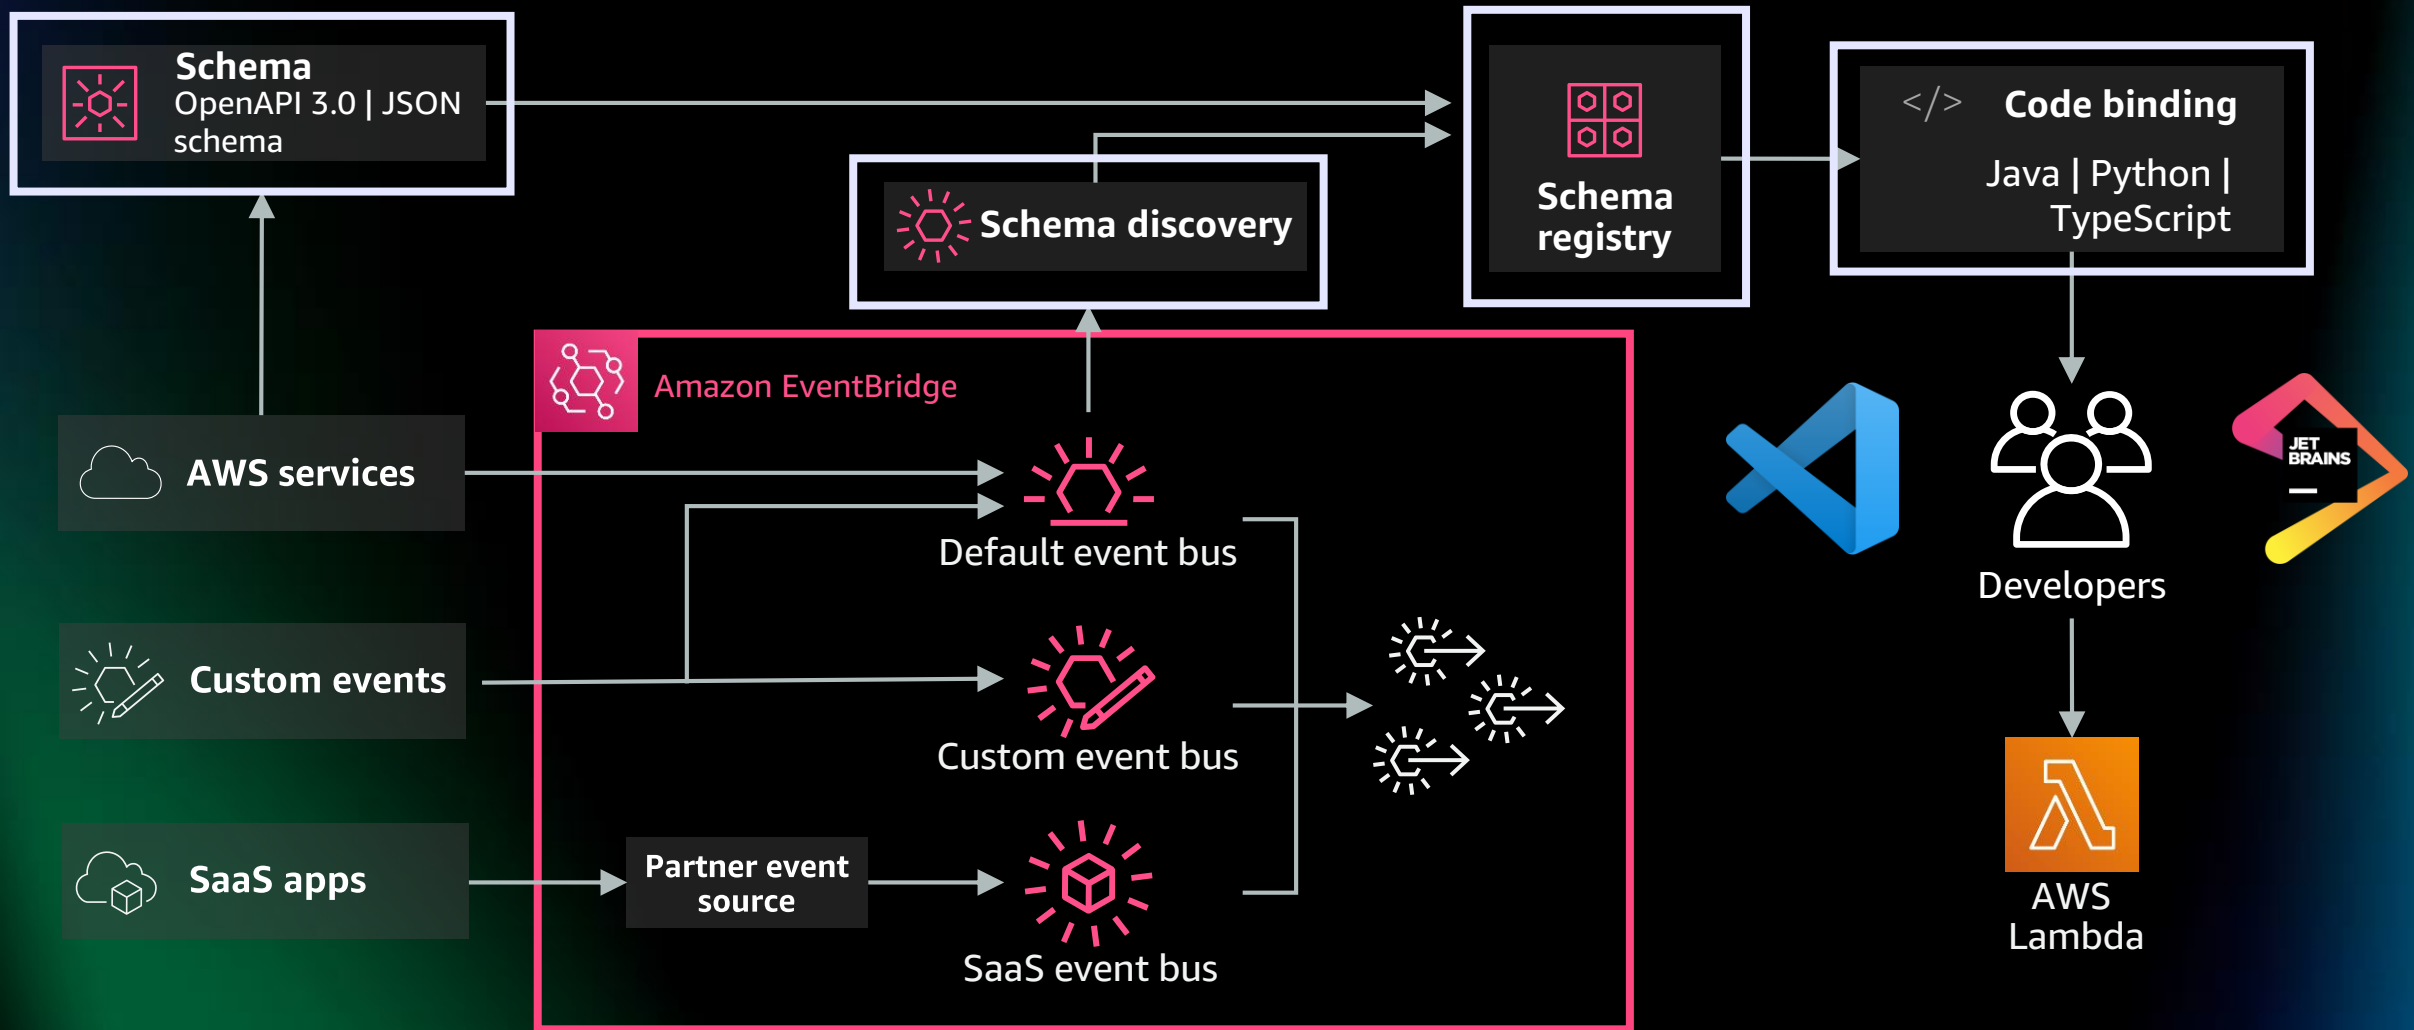 Schema
OpenAPI 3.0 | JSON
schema
Schema discovery
Schema
registry
</> Code binding
Java | Python |
TypeScript
Amazon EventBridge
AWS services
Custom events
SaaS apps
Partner event
source
Default event bus
Custom event bus
SaaS event bus
JET
BRAINS
Developers
AWS
Lambda